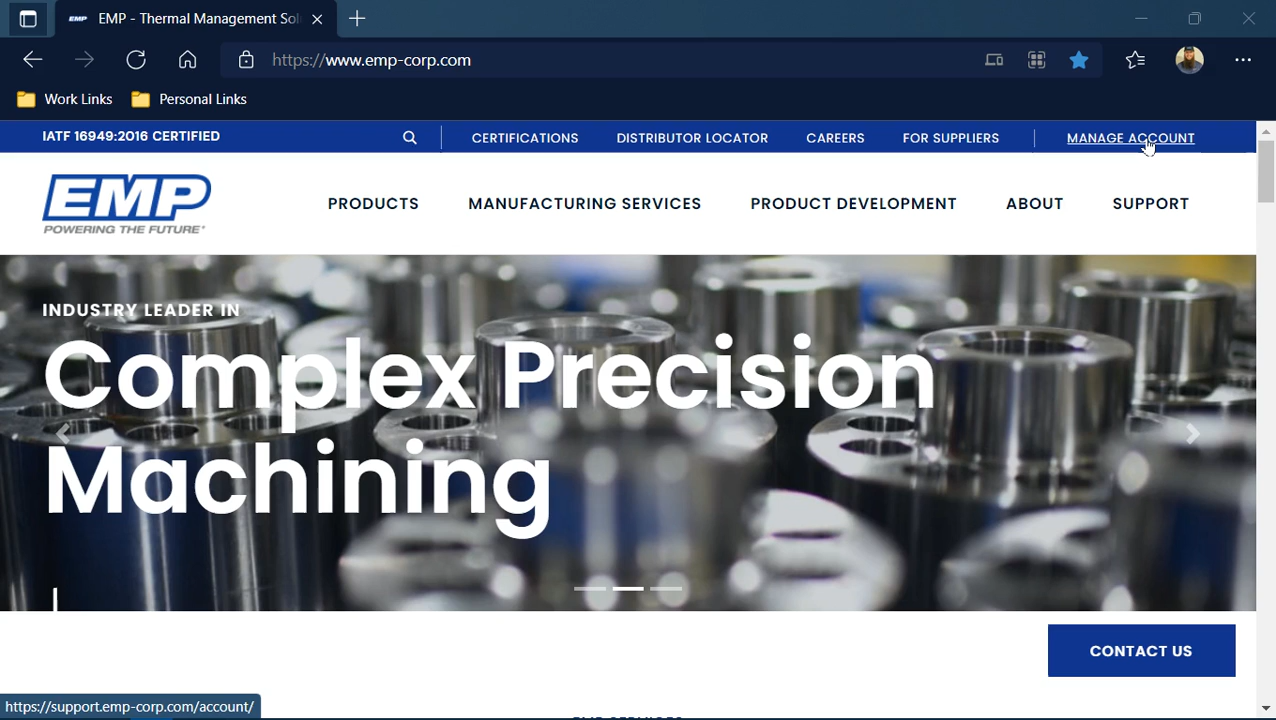 EMP - Thermal Management Sol
https://www.emp-corp.com
Work Links Personal Links
IATF 16949:2016 CERTIFIED CERTIFICATIONS DISTRIBUTOR LOCATOR CAREERS FOR SUPPLIERS MANAGE ACCOUNT
EMP
POWERING THE FUTURE
PRODUCTS MANUFACTURING SERVICES PRODUCT DEVELOPMENT ABOUT SUPPORT
INDUSTRY LEADER IN
Complex Precision
Machining
CONTACT US
https://support.emp-corp.com/account/